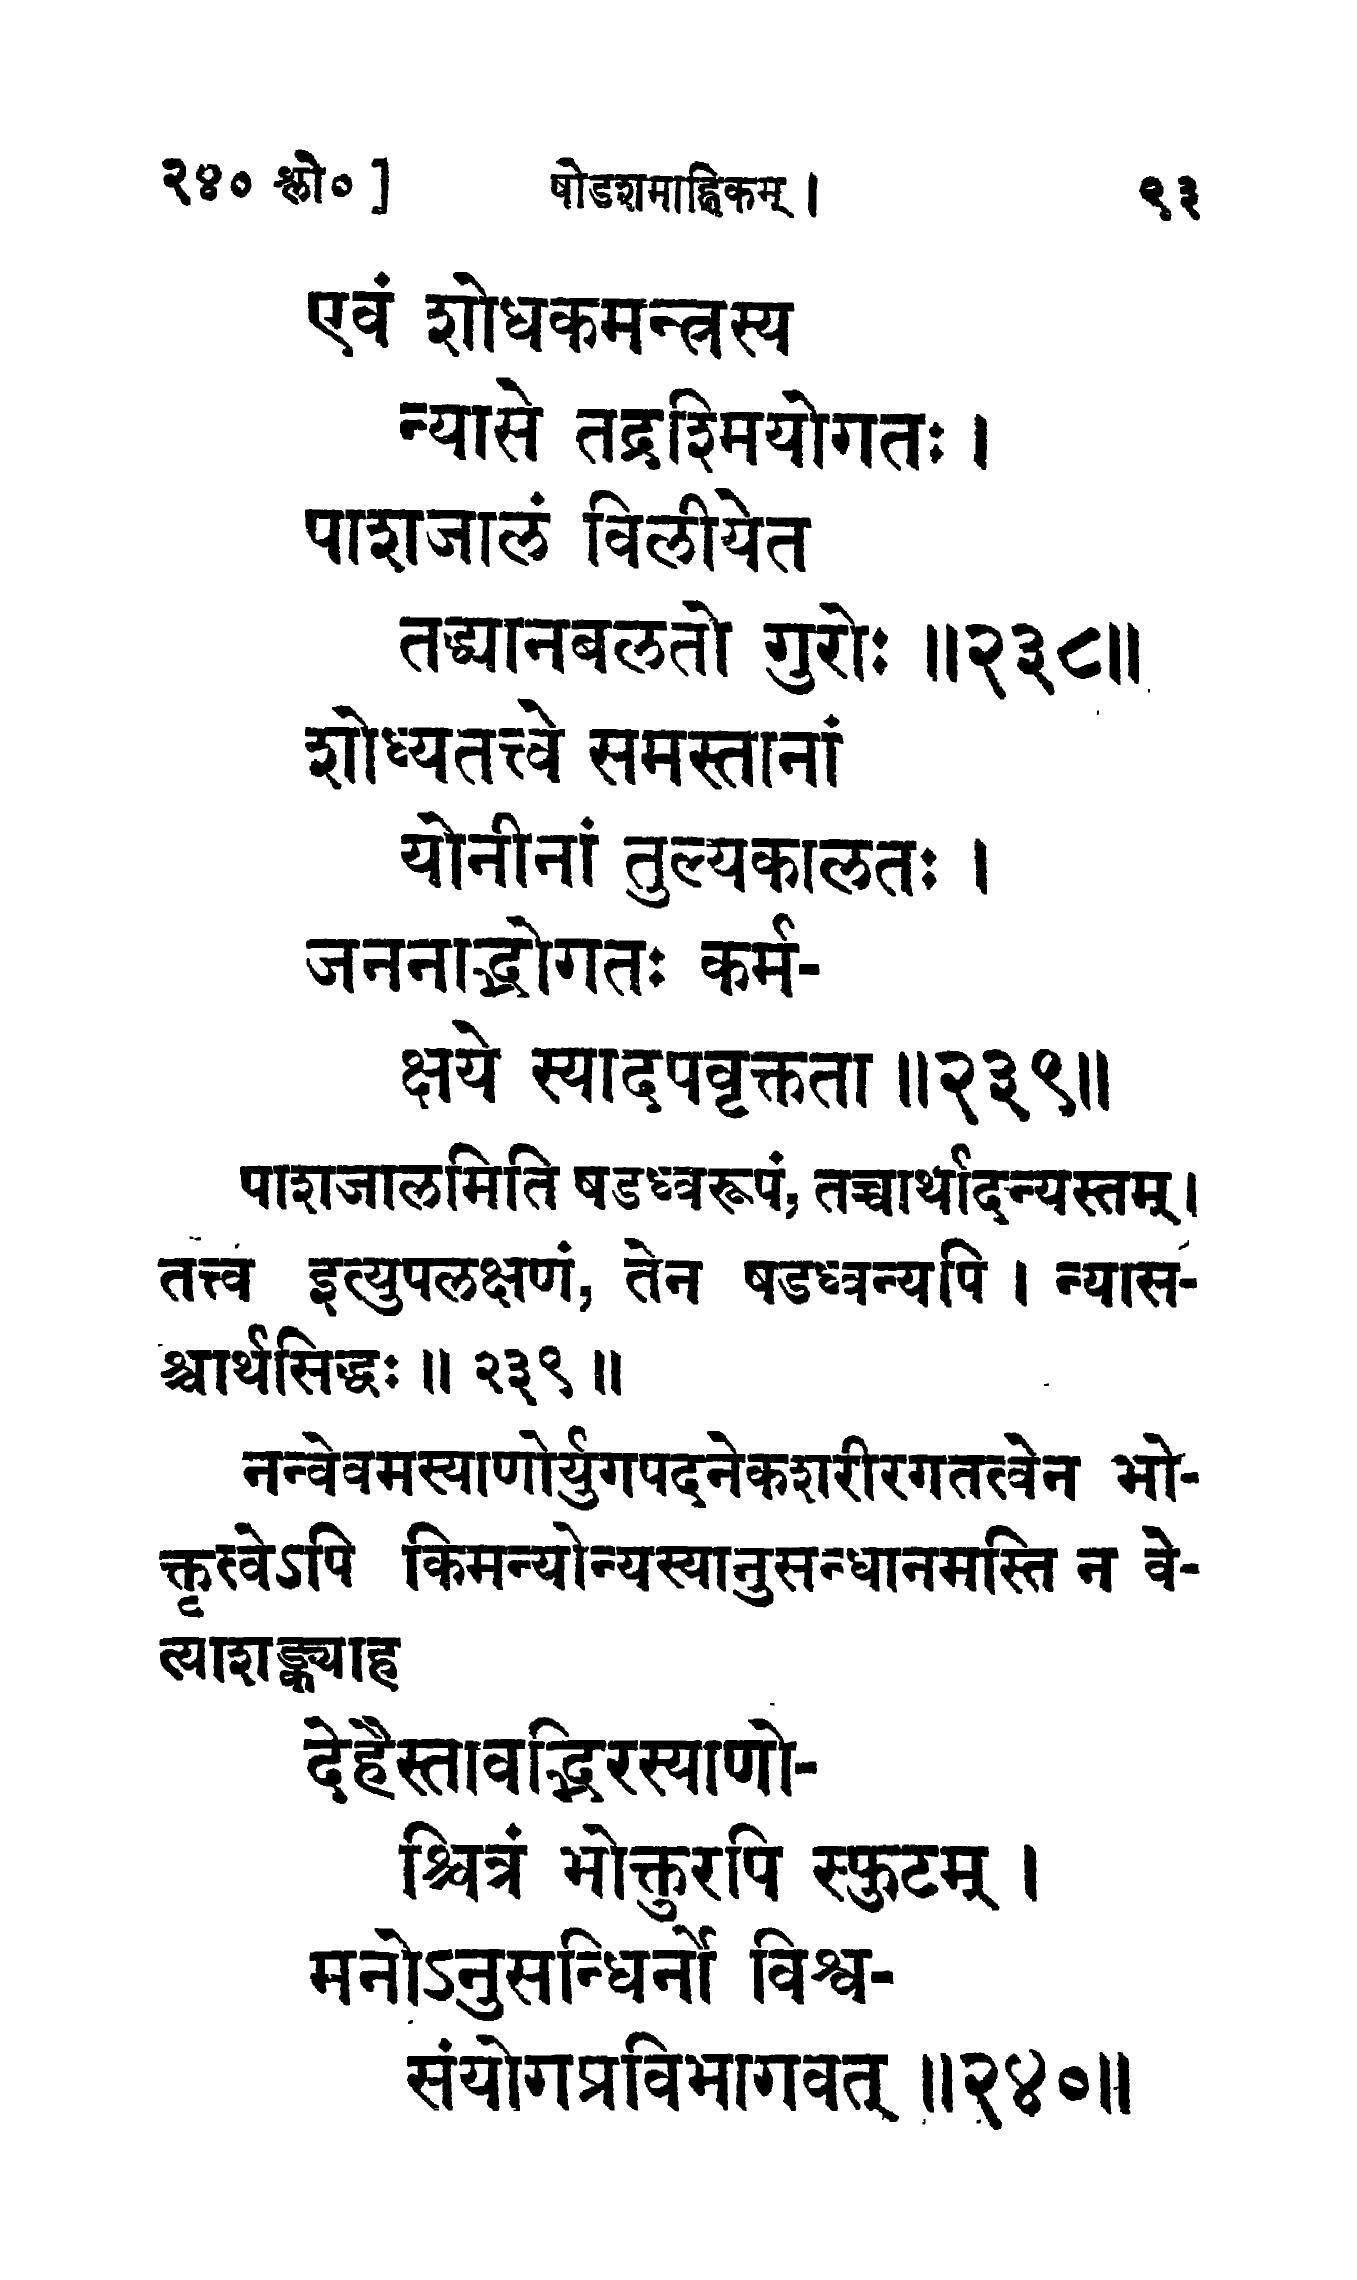 २४० श्लो० ] षोडशमाह्निकम् । ९३
एवं शोधकमन्त्रस्य
न्यासे तद्रश्मियोगतः ।
पाशजालं विलीयेत
तद्ध्यानबलतो गुरोः ॥२३८॥
शोध्यतत्त्वे समस्तानां
योनीनां तुल्यकालतः ।
जननाद्भोगतः कर्म-
क्षये स्यादपवृक्तता ॥२३९॥
पाशजालमिति षडध्वरूपं, तच्चार्थादन्यस्तम् ।
तत्त्व इत्युपलक्षणं, तेन षडध्वन्यपि । न्यास-
श्चार्थसिद्धः ॥ २३९ ॥
नन्वेवमस्याणोर्युगपदनेकशरीरगतत्वेन भो-
क्तृत्वेऽपि किमन्योन्यस्यानुसन्धानमस्ति न वे-
त्याशङ्क्याह
देहैस्तावद्भिरस्याणो-
श्चित्रं भोक्तुरपि स्फुटम् ।
मनोऽनुसन्धिर्नो विश्व-
संयोगप्रविभागवत् ॥२४०॥